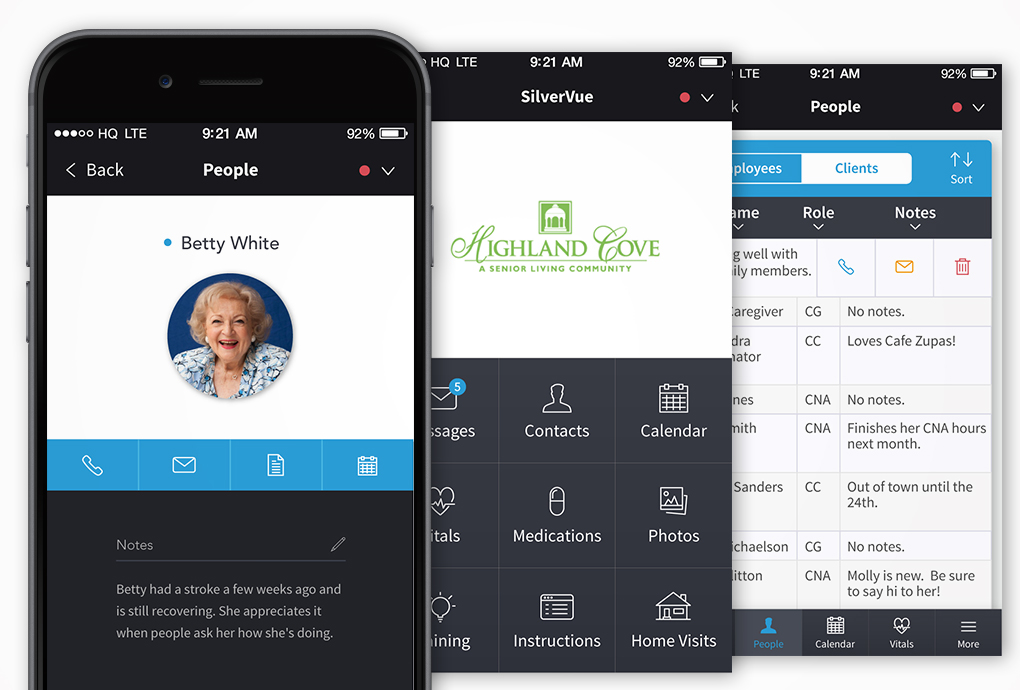 HQ LTE 9:21 AM 92%
Back People
Betty White
Notes
Betty had a stroke a few weeks ago and
is still recovering. She appreciates it
when people ask her how she's doing.
HQ LTE 9:21 AM 92%
SilverVue
HIGHLAND COVE
A SENIOR LIVING COMMUNITY
5
ssages Contacts Calendar
itals Medications Photos
ining Instructions Home Visits
LTE 9:21 AM 92%
k People
ployees Clients Sort
ame Role Notes
g well with
ily members.
Caregiver CG No notes.
dra CC Loves Cafe Zupas!
nator
nes CNA No notes.
mith CNA Finishes her CNA hours
next month.
Sanders CC Out of town until the
24th.
ichaelson CG No notes.
litton CNA Molly is new. Be sure
to say hi to her!
People Calendar Vitals More